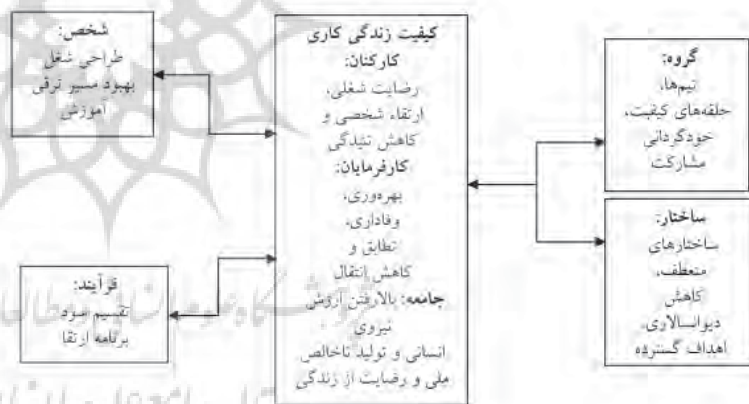 شخص:
طراحی شغل
بهبود مسیر ترقی
آموزش
کیفیت زندگی کاری
کارکنان:
رضایت شغلی،
ارتقاء شخصی و
کاهش تنیدگی
کارفرمایان:
بهره‌وری،
وفاداری،
تطابق و
کاهش انتقال
جامعه: بالارفتن ارزش
نیروی
انسانی و تولید ناخالص
ملی و رضایت از زندگی
گروه:
تیم‌ها،
حلقه‌های کیفیت،
خودگردانی
مشارکت
ساختار:
ساختارهای
منعطف،
کاهش
دیوانسالاری،
اهداف گسترده
فرآیند:
تقسیم سود
برنامه ارتقا